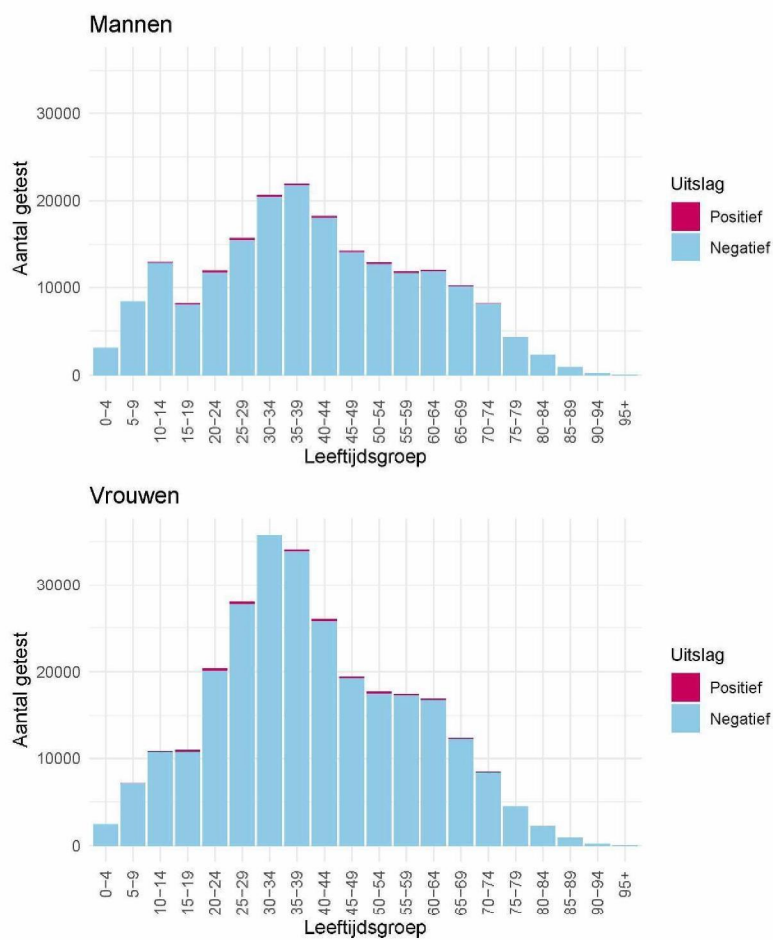 Mannen
30000
20000
10000
0
Aantal getest
0-4 5-9 10-14 15-19 20-24 25-29 30-34 35-39 40-44 45-49 50-54 55-59 60-64 65-69 70-74 75-79 80-84 85-89 90-94 95+
Leeftijdsgroep
Uitslag
Positief
Negatief
Vrouwen
30000
20000
10000
0
Aantal getest
0-4 5-9 10-14 15-19 20-24 25-29 30-34 35-39 40-44 45-49 50-54 55-59 60-64 65-69 70-74 75-79 80-84 85-89 90-94 95+
Leeftijdsgroep
Uitslag
Positief
Negatief